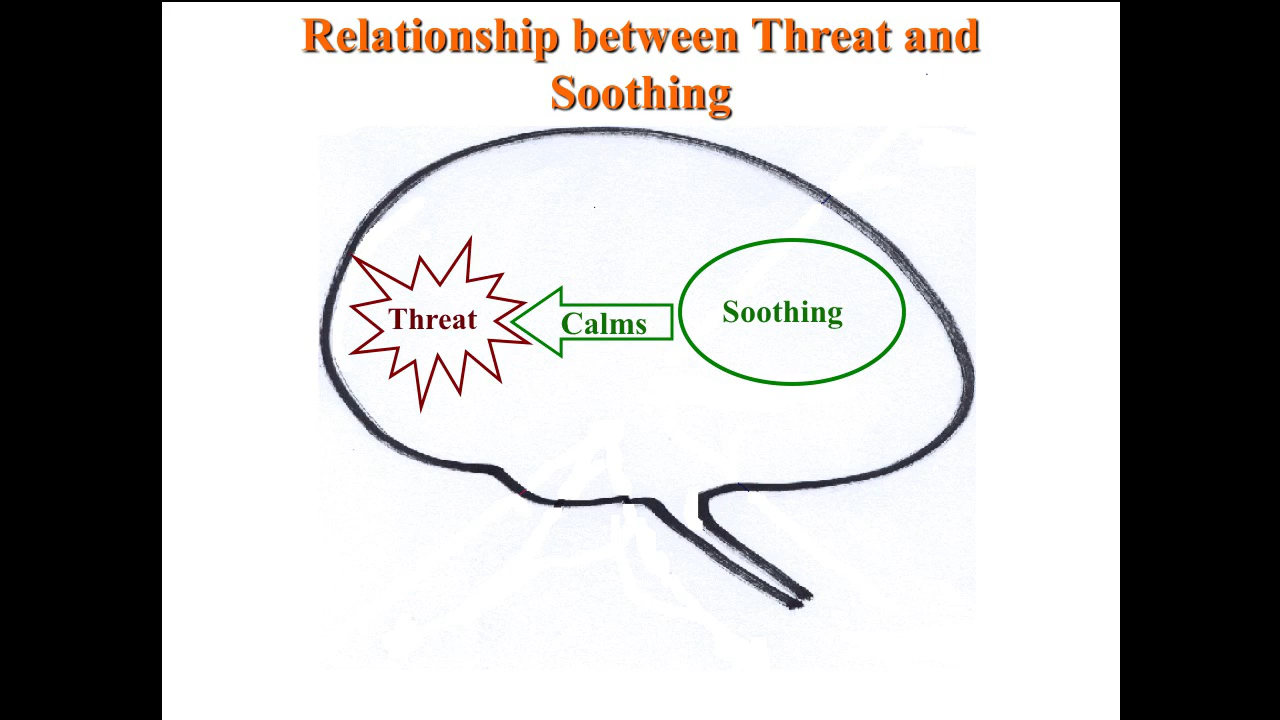 Relationship between Threat and
Soothing
Threat
Calms
Soothing